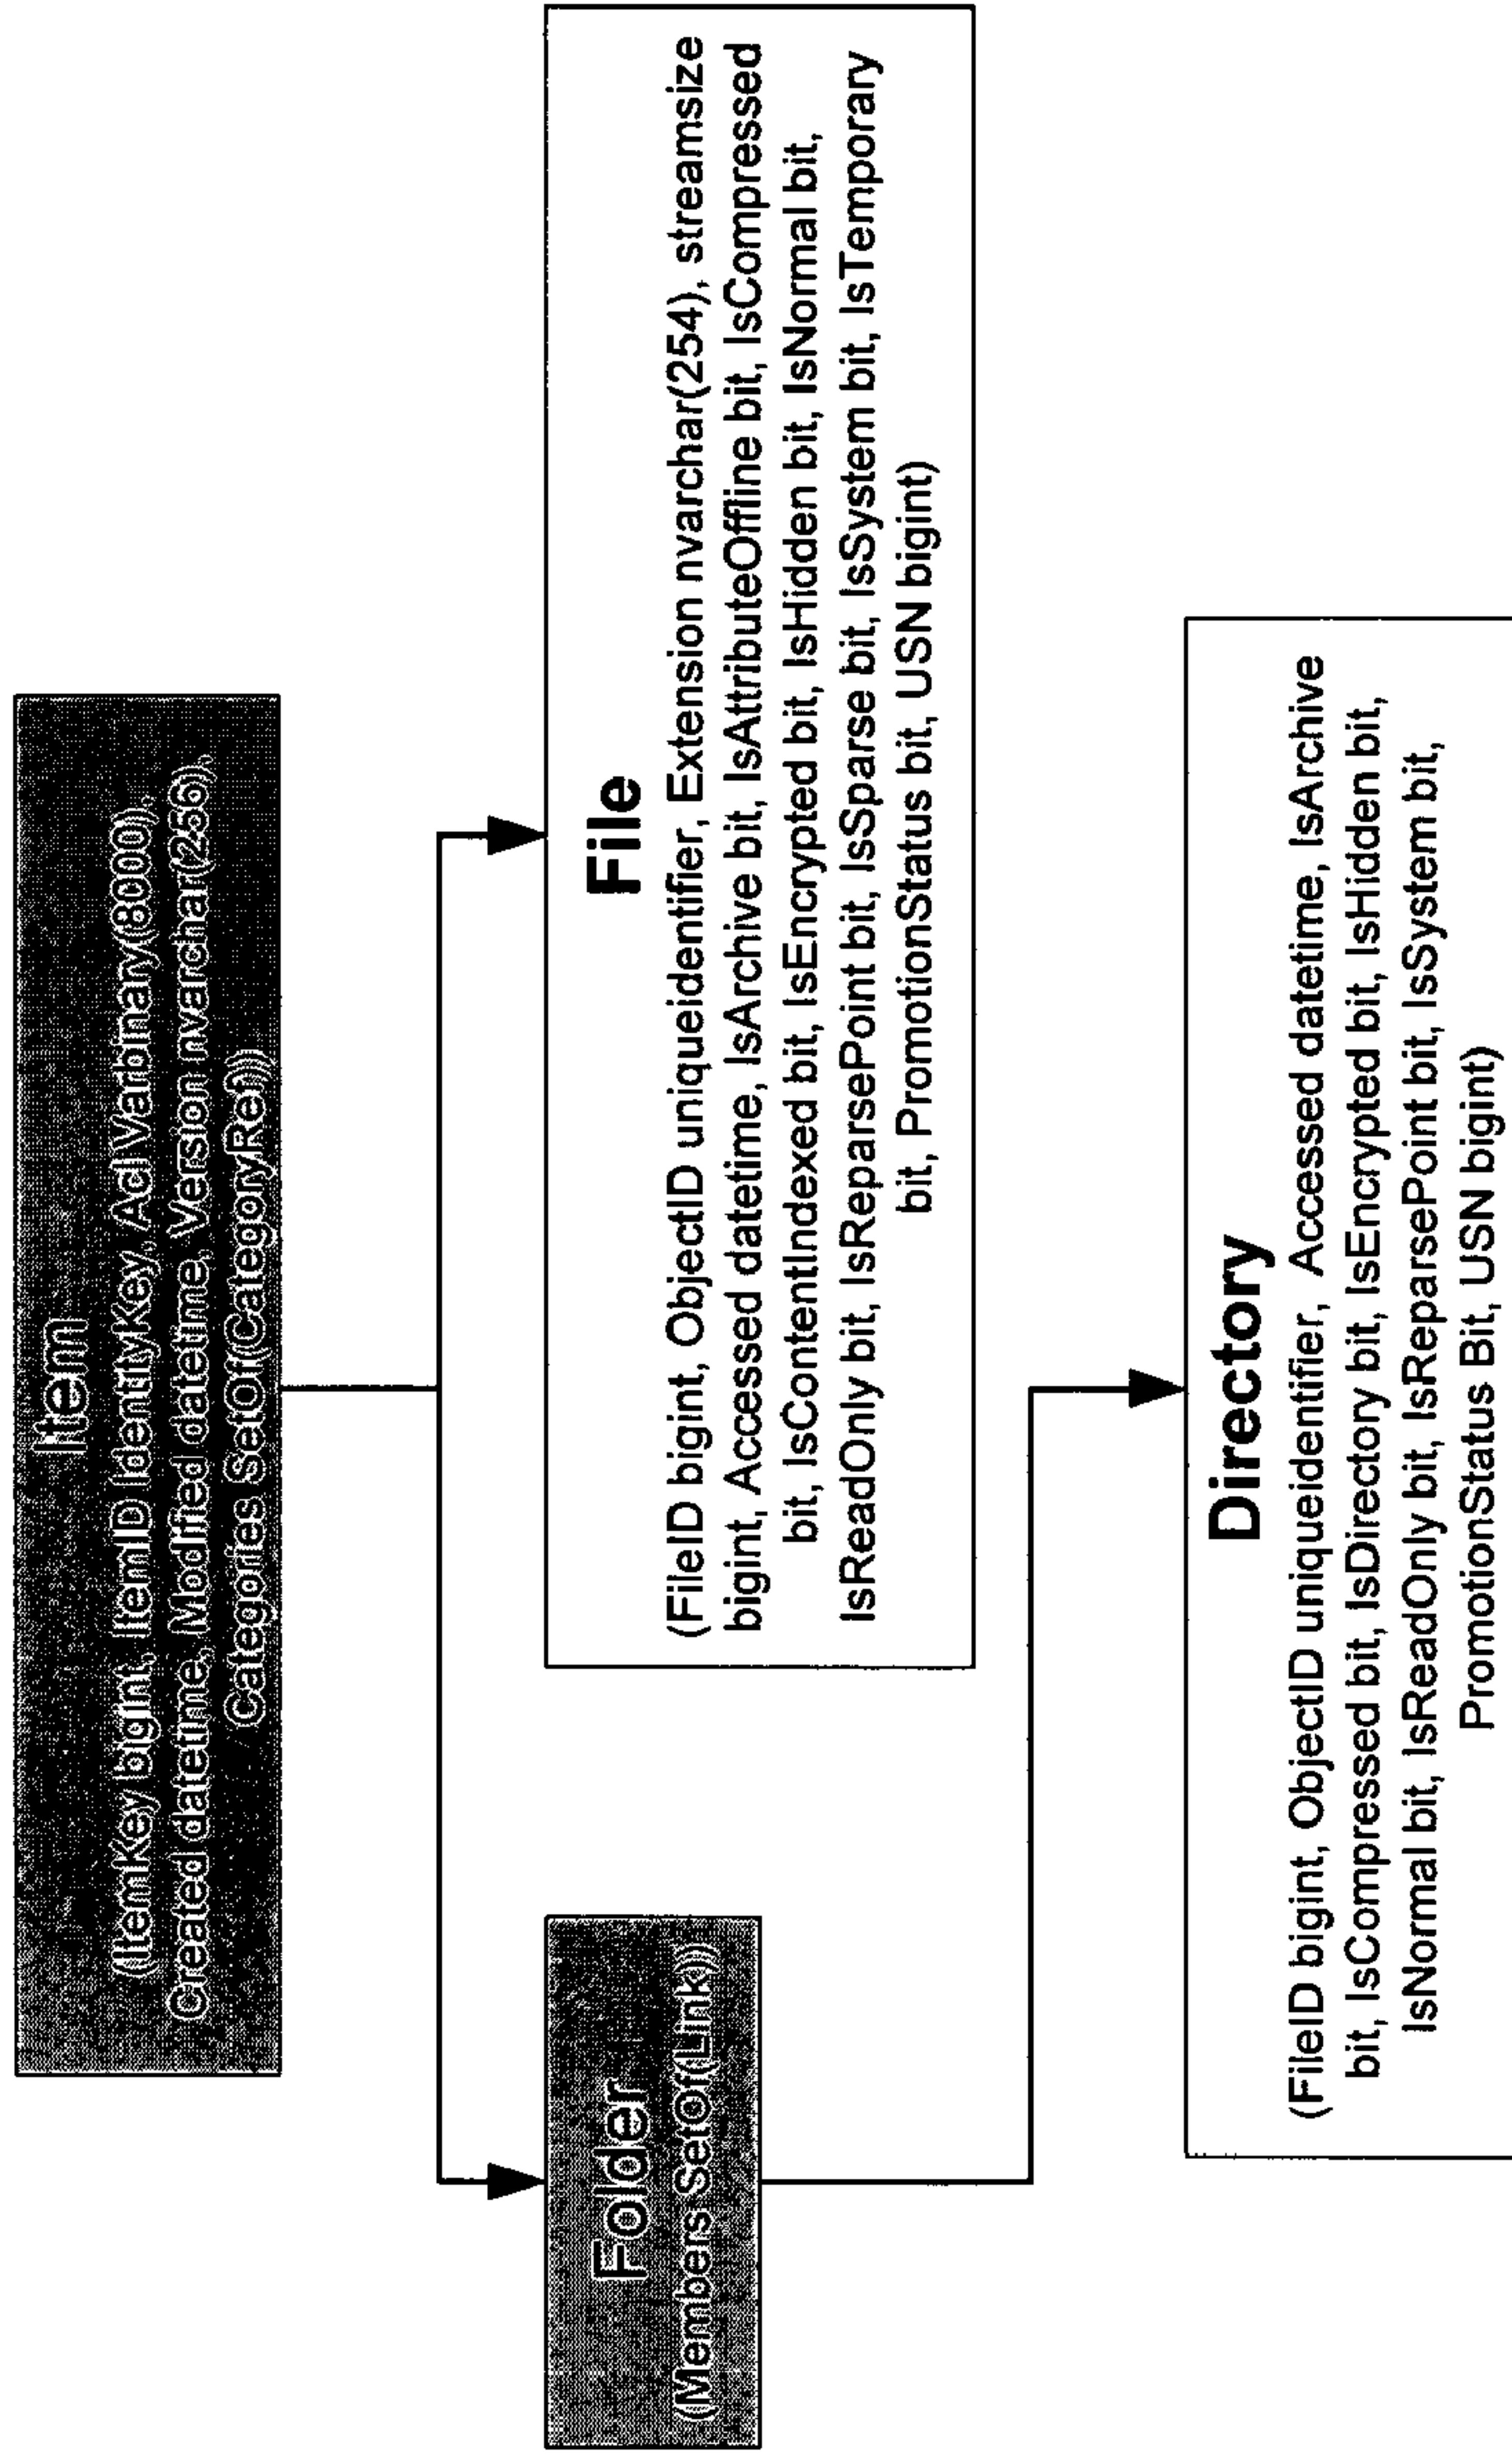 Item
(ItemKey bigint, ItemID IdentityKey, Acl Varbinary(8000),
Created datetime, Modified datetime, Version nvarchar(256),
Categories SetOf(CategoryRef))
Folder
(Members SetOf(Link))
File
(FileID bigint, ObjectID uniqueidentifier, Extension nvarchar(254), streamsize
bigint, Accessed datetime, IsArchive bit, IsAttributeOffline bit, IsCompressed
bit, IsContentIndexed bit, IsEncrypted bit, IsHidden bit, IsNormal bit,
IsReadOnly bit, IsReparsePoint bit, IsSparse bit, IsSystem bit, IsTemporary
bit, PromotionStatus bit, USN bigint)
Directory
(FileID bigint, ObjectID uniqueidentifier, Accessed datetime, IsArchive
bit, IsCompressed bit, IsDirectory bit, IsEncrypted bit, IsHidden bit,
IsNormal bit, IsReadOnly bit, IsReparsePoint bit, IsSystem bit,
PromotionStatus Bit, USN bigint)